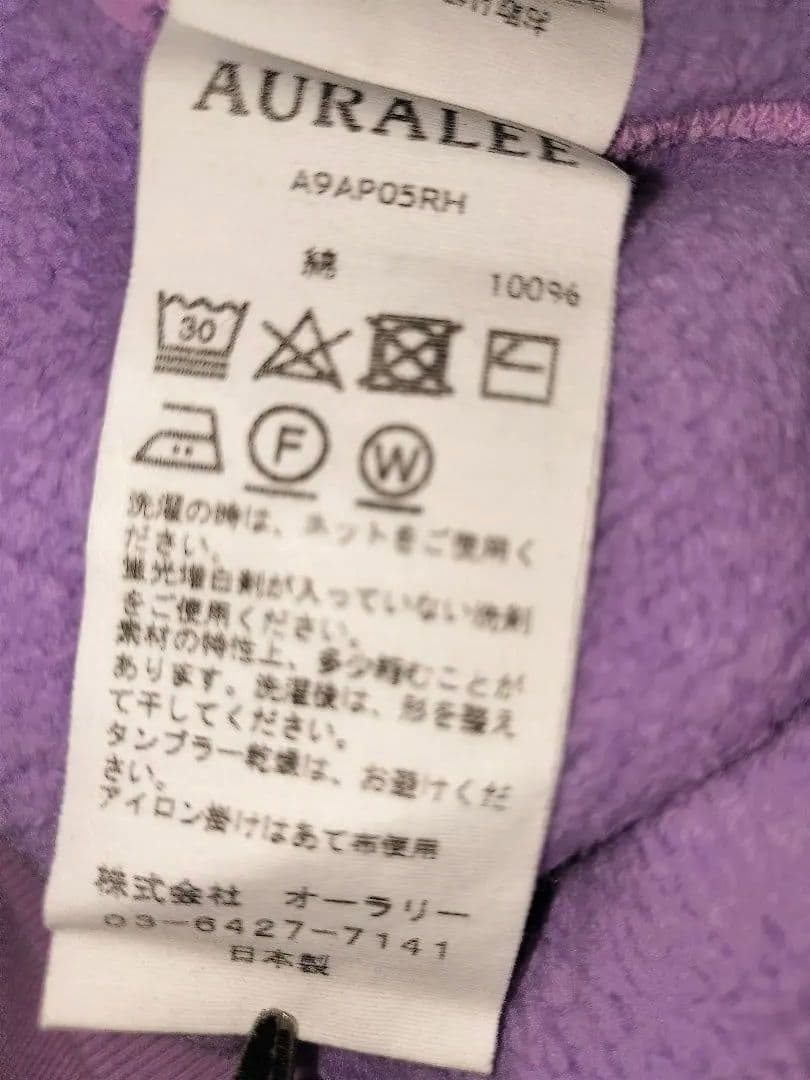 AURALEE
A9AP05RH
綿 100%
30
F W
洗濯の時は、ネットをご使用く
ださい。
蛍光増白剤が入っていない洗剤
をご使用ください。
素材の特性上、多少縮むことが
あります。洗濯後は、形を整え
て干してください。
タンブラー乾燥は、お避けくだ
さい。
アイロン掛けはあて布使用
株式会社 オーラリー
03-6427-7141
日本製